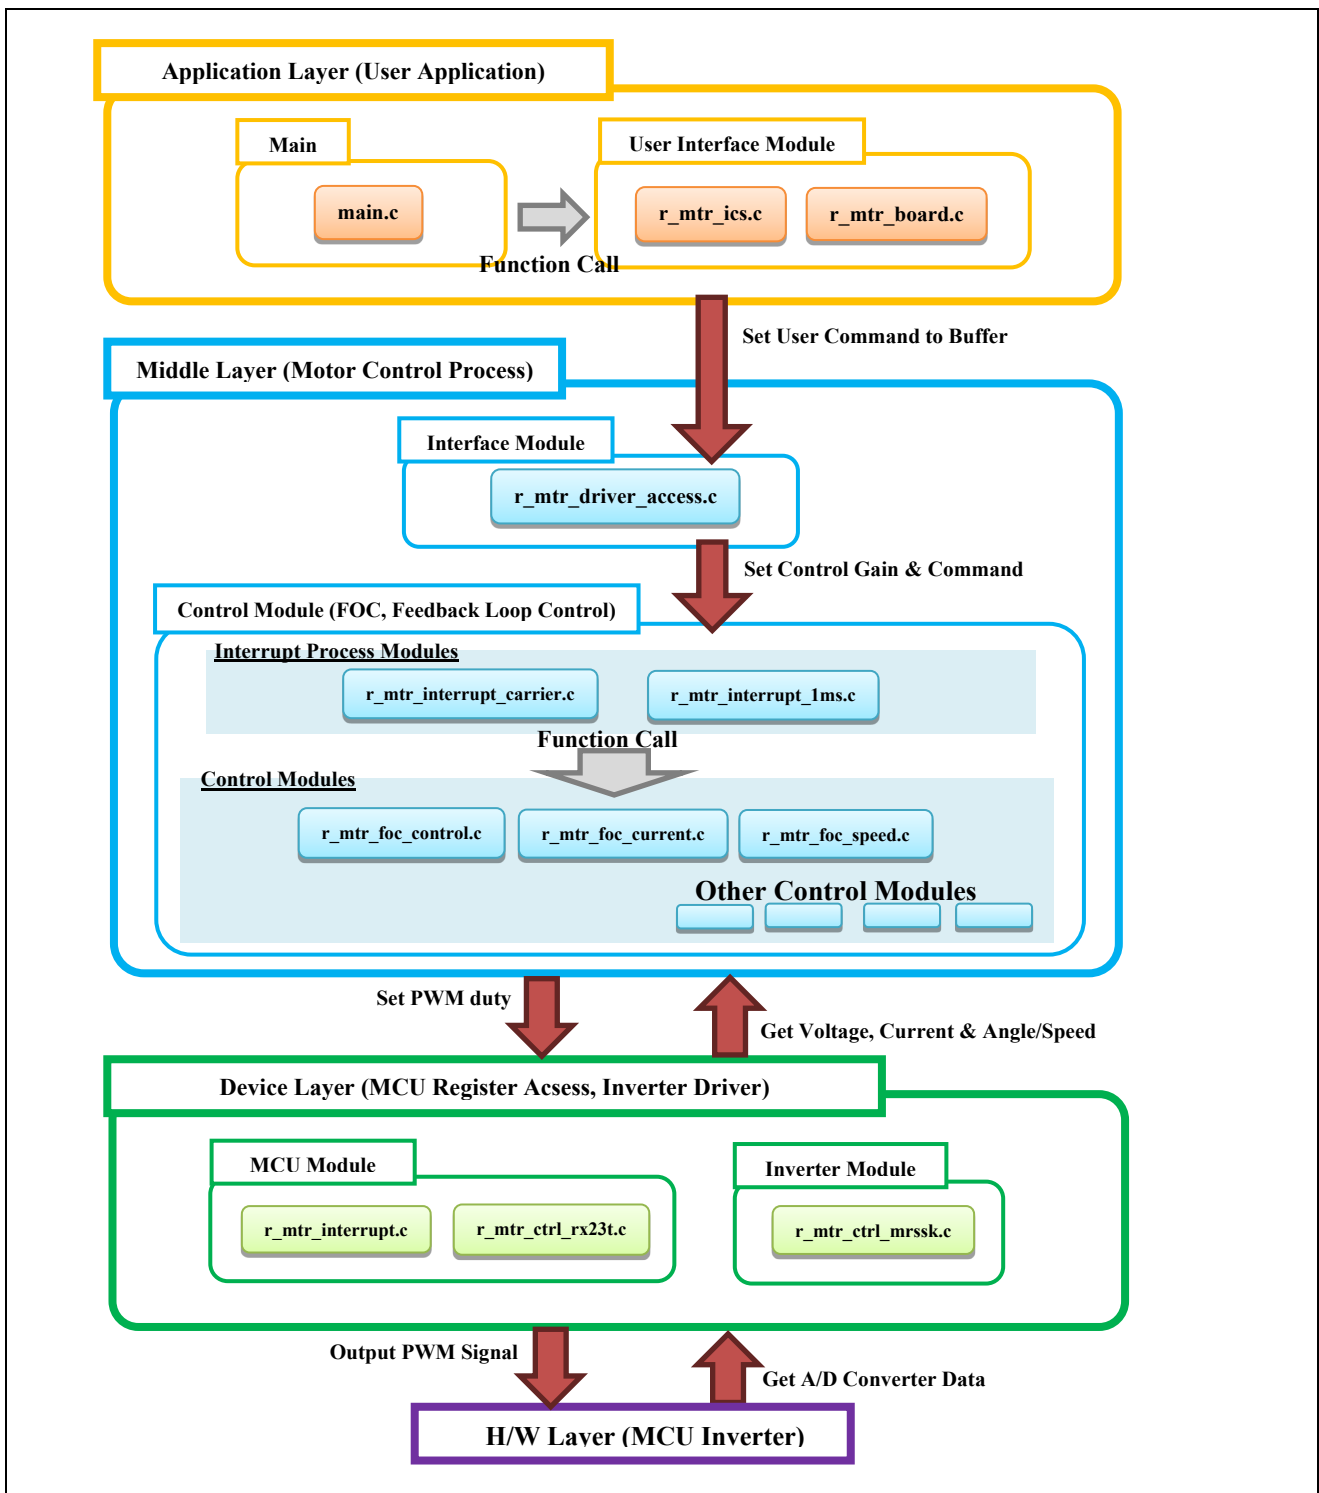 Application Layer (User Application)
Main
User Interface Module
main.c
r_mtr_ics.c
r_mtr_board.c
Function Call
Set User Command to Buffer
Middle Layer (Motor Control Process)
Interface Module
r_mtr_driver_access.c
Set Control Gain & Command
Control Module (FOC, Feedback Loop Control)
Interrupt Process Modules
r_mtr_interrupt_carrier.c
r_mtr_interrupt_1ms.c
Function Call
Control Modules
r_mtr_foc_control.c
r_mtr_foc_current.c
r_mtr_foc_speed.c
Other Control Modules
Set PWM duty
Get Voltage, Current & Angle/Speed
Device Layer (MCU Register Acsess, Inverter Driver)
MCU Module
Inverter Module
r_mtr_interrupt.c
r_mtr_ctrl_rx23t.c
r_mtr_ctrl_mrssk.c
Output PWM Signal
Get A/D Converter Data
H/W Layer (MCU Inverter)